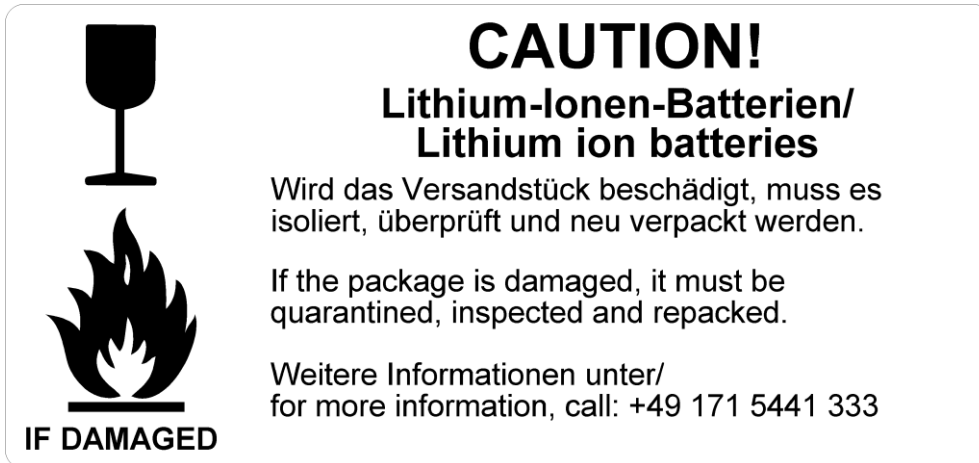 CAUTION!
Lithium-Ionen-Batterien/
Lithium ion batteries
Wird das Versandstück beschädigt, muss es
isoliert, überprüft und neu verpackt werden.
If the package is damaged, it must be
quarantined, inspected and repacked.
Weitere Informationen unter/
for more information, call: +49 171 5441 333
IF DAMAGED